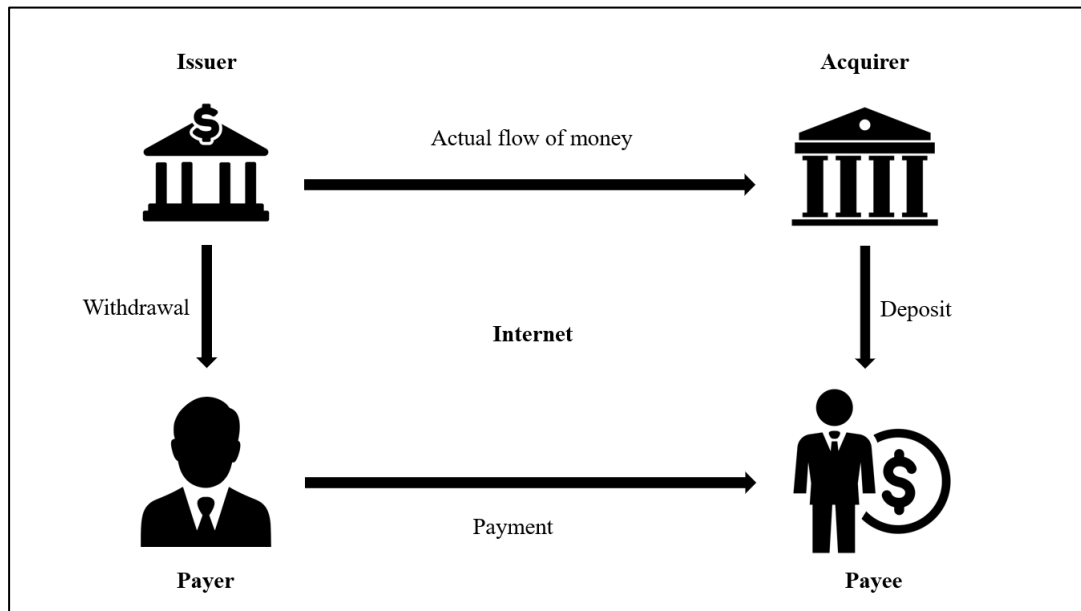 Issuer
Acquirer
Actual flow of money
Withdrawal
Deposit
Internet
Payment
Payer
Payee